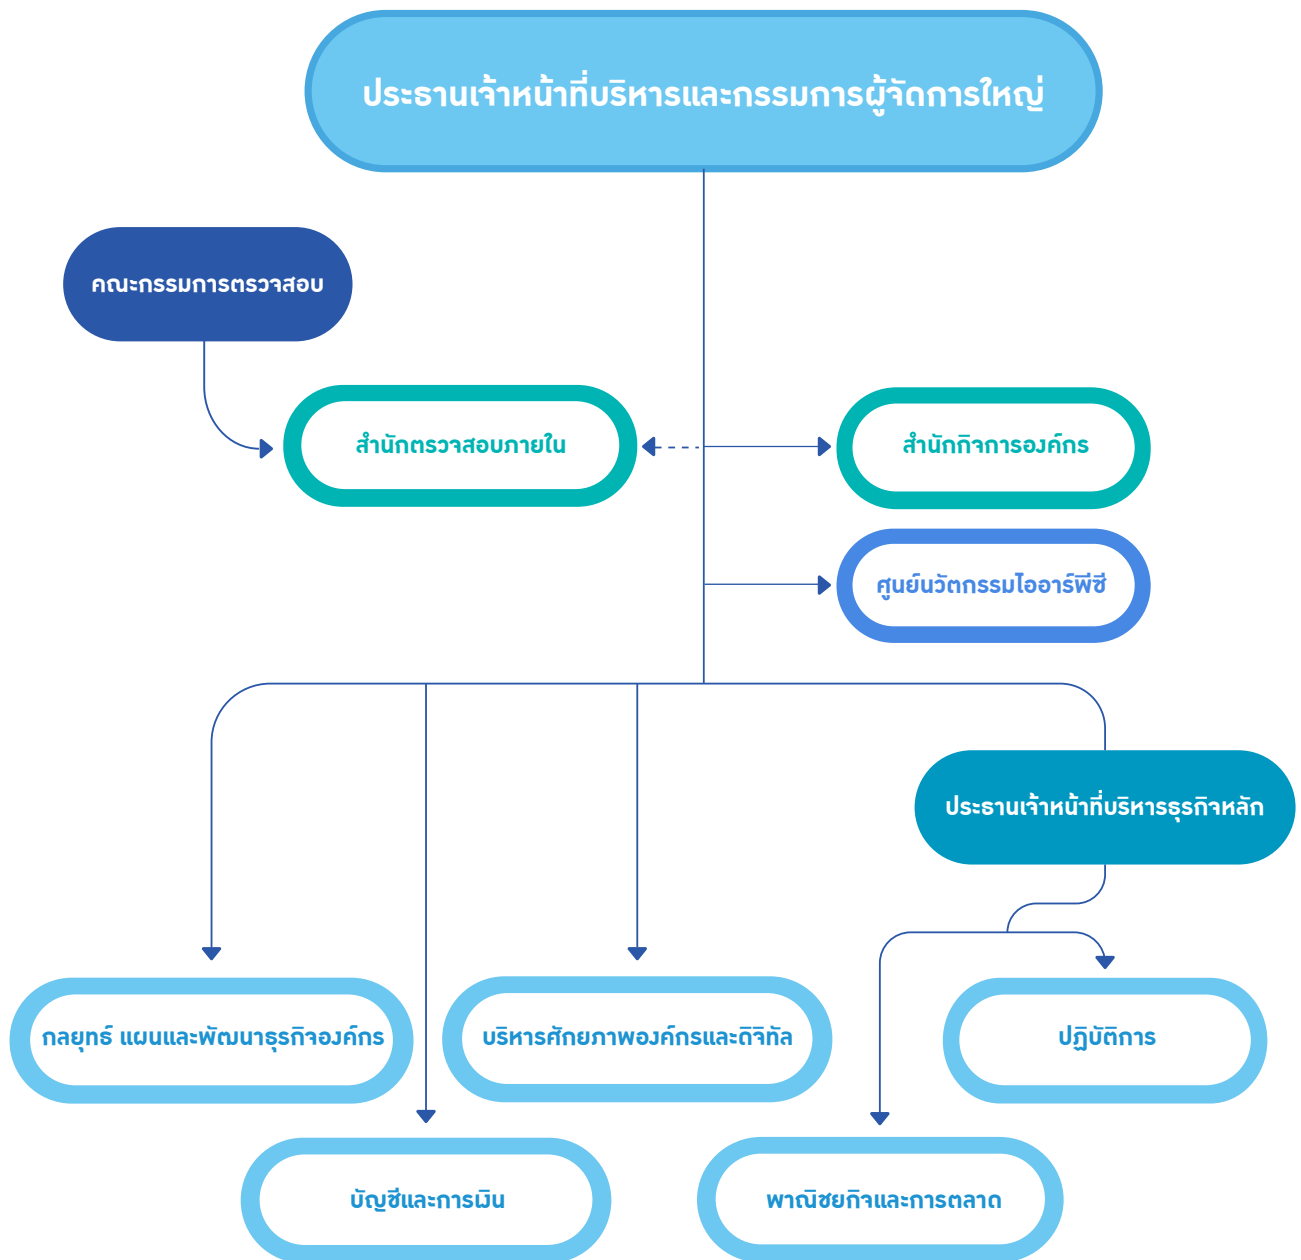 ประธานเจ้าหน้าที่บริหารและกรรมการผู้จัดการใหญ่
คณะกรรมการตรวจสอบ
สำนักตรวจสอบภายใน
สำนักกิจการองค์กร
ศูนย์นวัตกรรมไออาร์พีซี
ประธานเจ้าหน้าที่บริหารธุรกิจหลัก
กลยุทธ์ แผนและพัฒนาธุรกิจองค์กร
บริหารศักยภาพองค์กรและดิจิทัล
ปฏิบัติการ
บัญชีและการเงิน
พาณิชยกิจและการตลาด